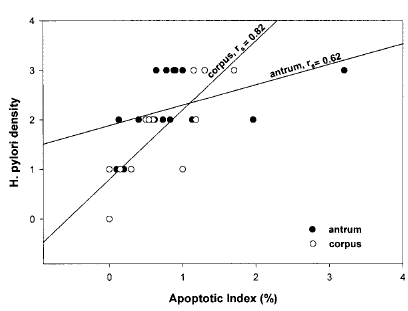 4
3
2
1
0
H. pylori density
corpus, rs = 0.82
antrum, rs= 0.62
antrum
corpus
0
1
2
3
4
Apoptotic Index (%)